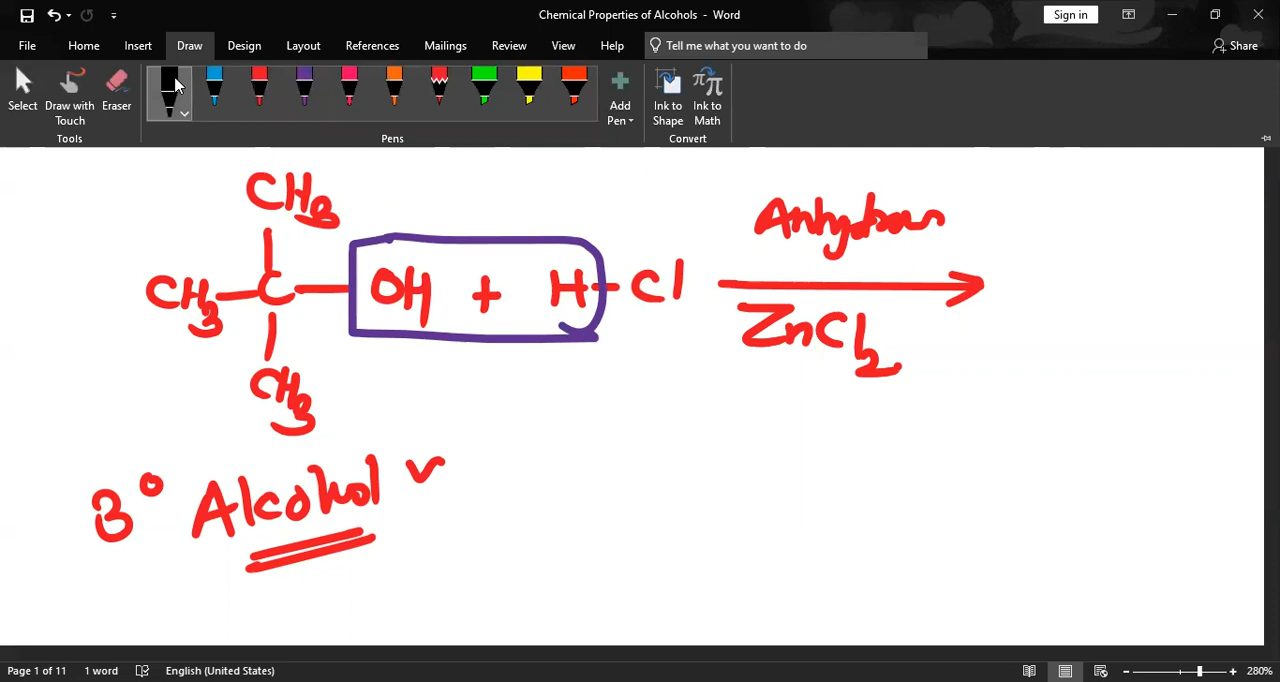 Chemical Properties of Alcohols - Word
Sign in
File Home Insert Draw Design Layout References Mailings Review View Help Tell me what you want to do Share
Select Draw with Touch Eraser Add Pen Ink to Shape Ink to Math
Tools Pens Convert
CH3
CH3 - C - OH + H - Cl Anhydrous
ZnCl2
CH3
3° Alcohol
Page 1 of 11 1 word English (United States) 280%